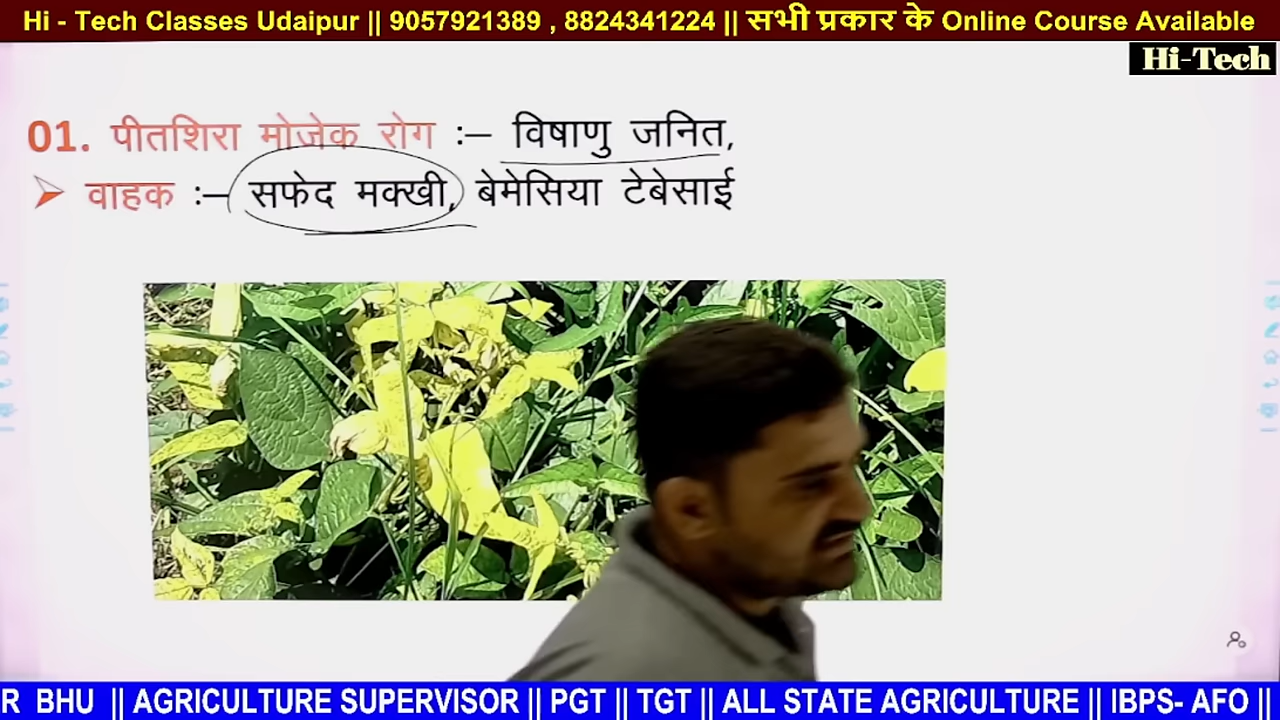 Hi - Tech Classes Udaipur || 9057921389 , 8824341224 || सभी प्रकार के Online Course Available
Hi-Tech
01. पीतशिरा मोजेक रोग :– विषाणु जनित,
वाहक :– सफेद मक्खी, बेमेसिया टेबेसाई
R BHU || AGRICULTURE SUPERVISOR || PGT || TGT || ALL STATE AGRICULTURE || IBPS- AFO ||